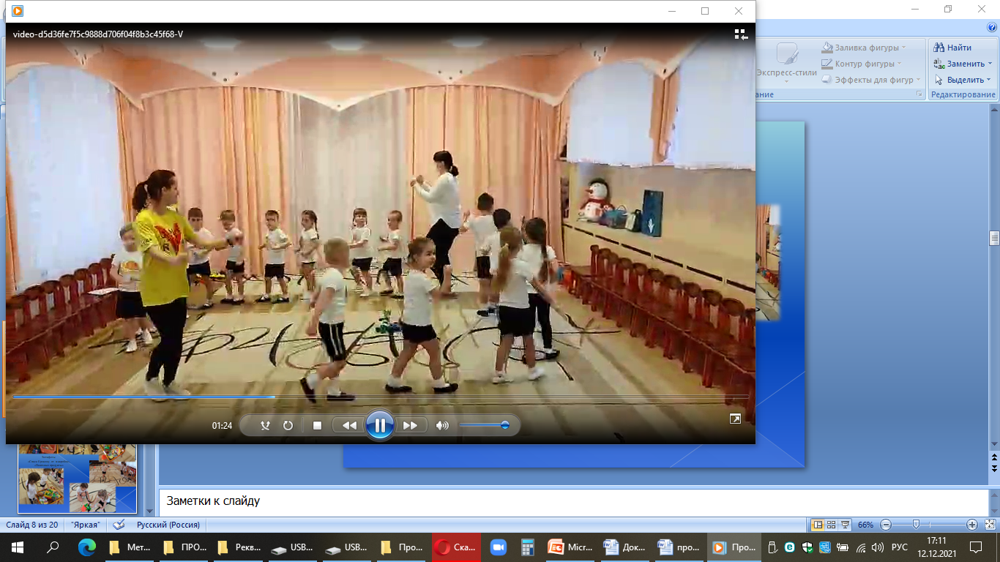 video-d5d36fe7f5c9888d706f04f8b3c45f68-V
Заливка фигуры
Контур фигуры
Эффекты для фигур
Экспресс-стили
ание
Найти
Заменить
Выделить
Редактирование
01:24
Заметки к слайду
Слайд 8 из 20
"Яркая"
Русский (Россия)
66%
Мет...
ПРО...
Рекв...
USB...
USB...
Про...
Ска...
Micr...
Док...
про...
Про...
РУС
17:11
12.12.2021